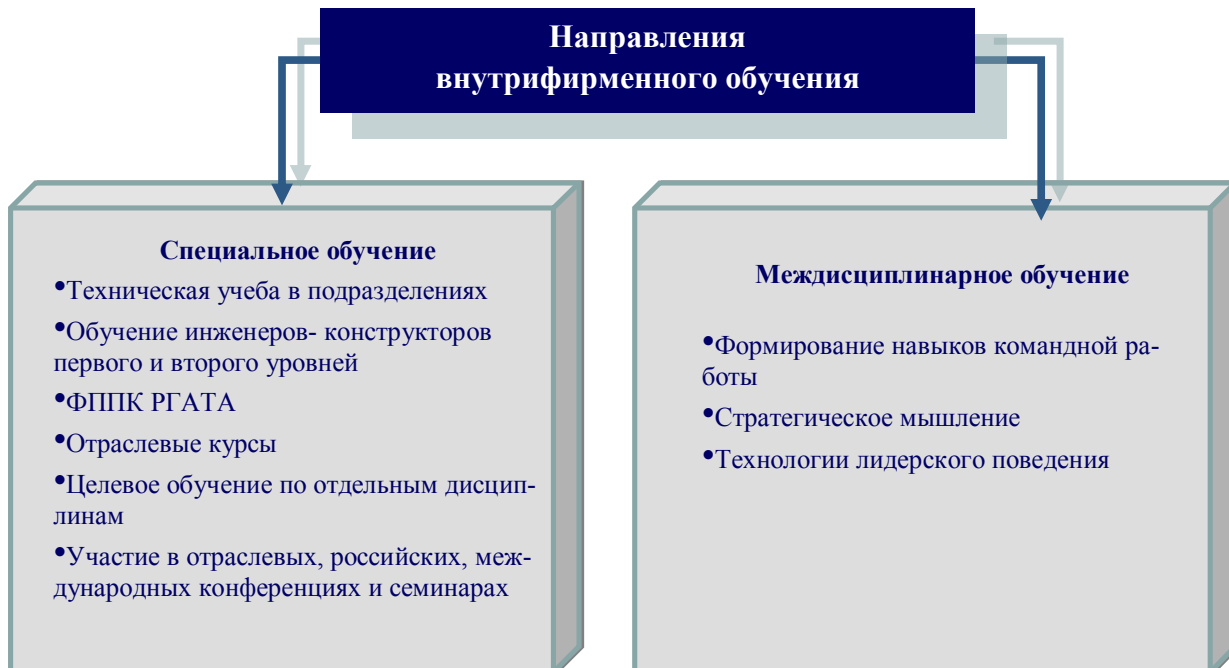 Направления
внутрифирменного обучения
Специальное обучение
•Техническая учеба в подразделениях
•Обучение инженеров- конструкторов
первого и второго уровней
•ФППК РГАТА
•Отраслевые курсы
•Целевое обучение по отдельным дисцип-
линам
•Участие в отраслевых, российских, меж-
дународных конференциях и семинарах
Междисциплинарное обучение
•Формирование навыков командной ра-
боты
•Стратегическое мышление
•Технологии лидерского поведения